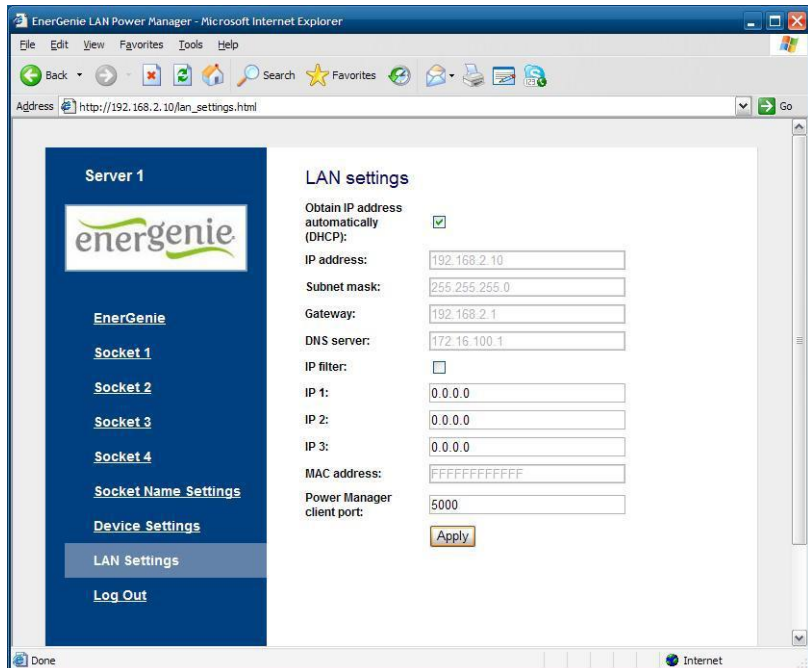 EnerGenie LAN Power Manager - Microsoft Internet Explorer
File Edit View Favorites Tools Help
Back Search Favorites
Address http://192.168.2.10/lan_settings.html Go
Server 1
energenie
EnerGenie
Socket 1
Socket 2
Socket 3
Socket 4
Socket Name Settings
Device Settings
LAN Settings
Log Out
LAN settings
Obtain IP address
automatically
(DHCP):
IP address: 192.168.2.10
Subnet mask: 255.255.255.0
Gateway: 192.168.2.1
DNS server: 172.16.100.1
IP filter:
IP 1: 0.0.0.0
IP 2: 0.0.0.0
IP 3: 0.0.0.0
MAC address: FFFFFFFFFFFF
Power Manager
client port: 5000
Apply
Done Internet